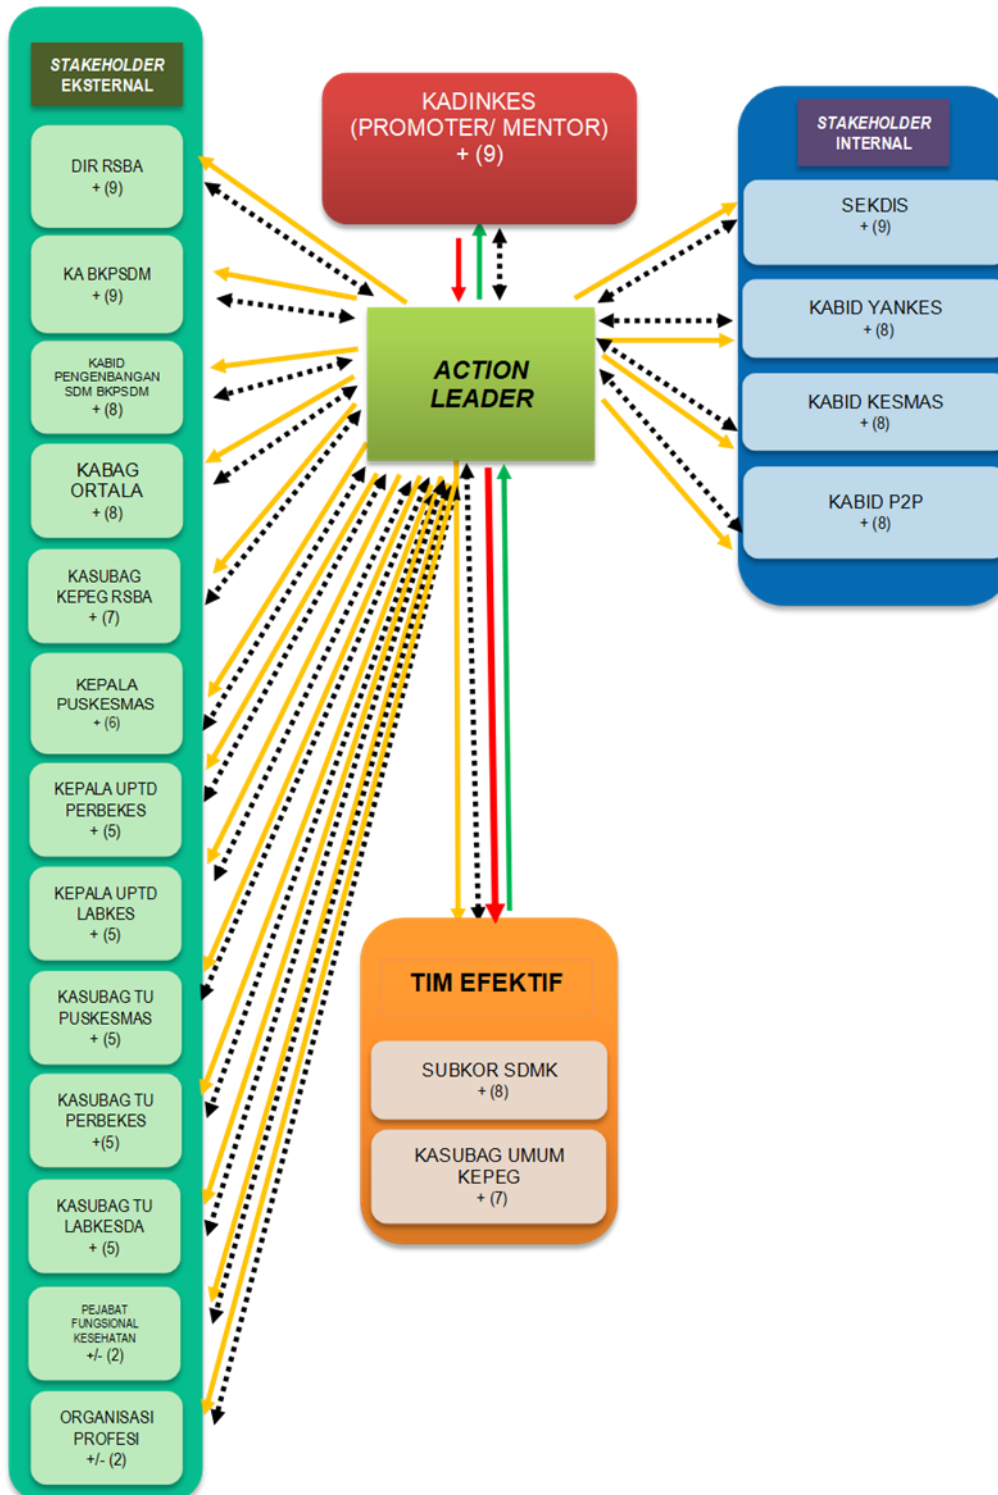 STAKEHOLDER
EKSTERNAL
DIR RSBA
+ (9)
KA BKPSDM
+ (9)
KABID
PENGENBANGAN
SDM BKPSDM
+ (8)
KABAG
ORTALA
+ (8)
KASUBAG
KEPEG RSBA
+ (7)
KEPALA
PUSKESMAS
+ (6)
KEPALA UPTD
PERBEKES
+ (5)
KEPALA UPTD
LABKES
+ (5)
KASUBAG TU
PUSKESMAS
+ (5)
KASUBAG TU
PERBEKES
+(5)
KASUBAG TU
LABKESDA
+ (5)
PEJABAT
FUNGSIONAL
KESEHATAN
+/- (2)
ORGANISASI
PROFESI
+/- (2)
KADINKES
(PROMOTER/ MENTOR)
+ (9)
ACTION
LEADER
TIM EFEKTIF
SUBKOR SDMK
+ (8)
KASUBAG UMUM
KEPEG
+ (7)
STAKEHOLDER
INTERNAL
SEKDIS
+ (9)
KABID YANKES
+ (8)
KABID KESMAS
+ (8)
KABID P2P
+ (8)